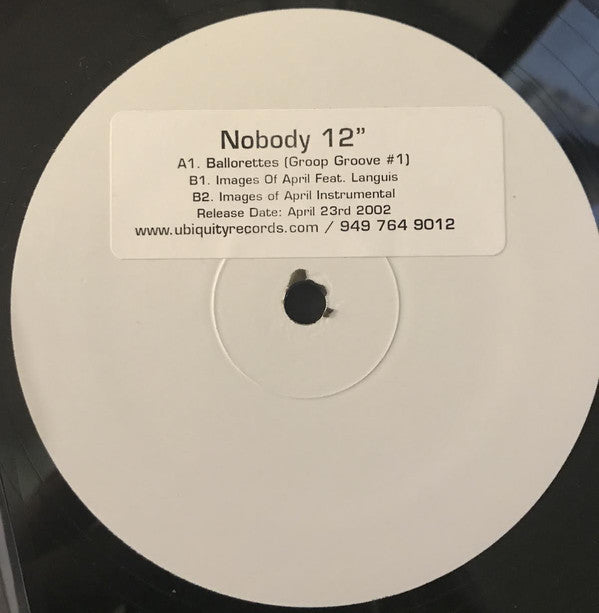 Nobody 12”
A1. Ballorettes (Groop Groove #1)
B1. Images Of April Feat. Languis
B2. Images of April Instrumental
Release Date: April 23rd 2002
www.ubiquityrecords.com / 949 764 9012